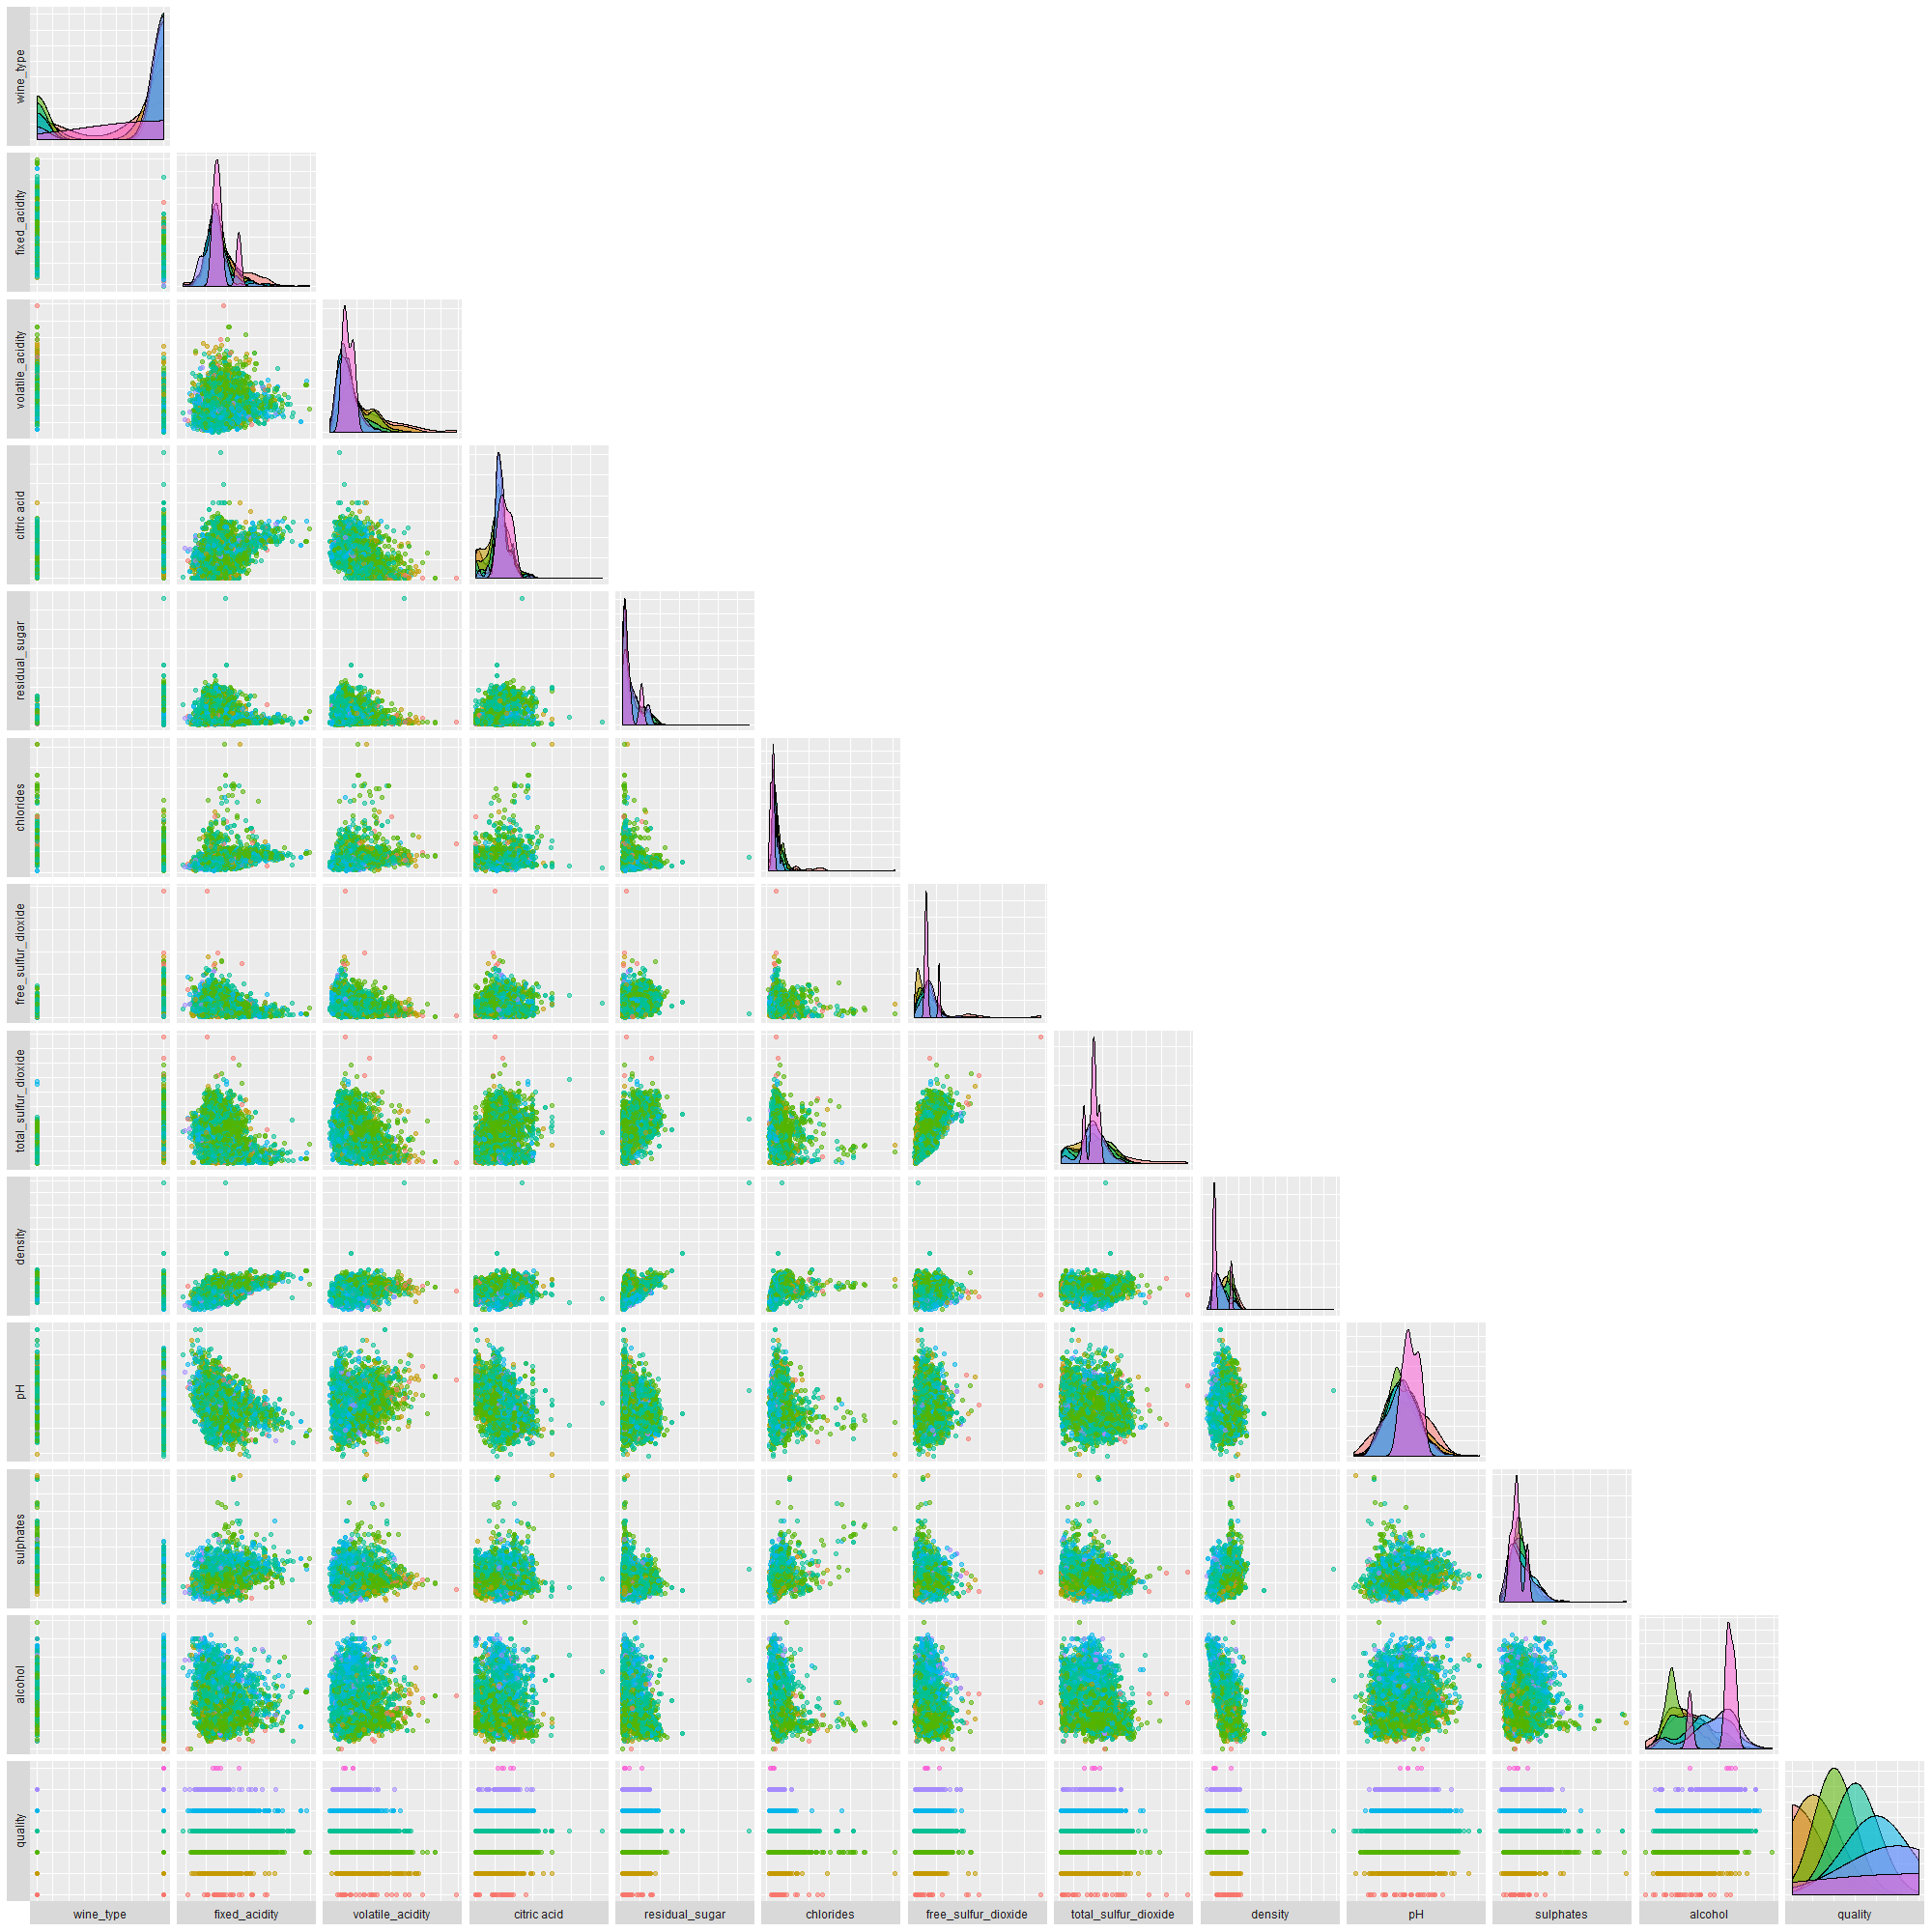 wine_type
fixed_acidity
volatile_acidity
citric acid
residual_sugar
chlorides
free_sulfur_dioxide
total_sulfur_dioxide
density
pH
sulphates
alcohol
quality
wine_type fixed_acidity volatile_acidity citric acid residual_sugar chlorides free_sulfur_dioxide total_sulfur_dioxide density pH sulphates alcohol quality